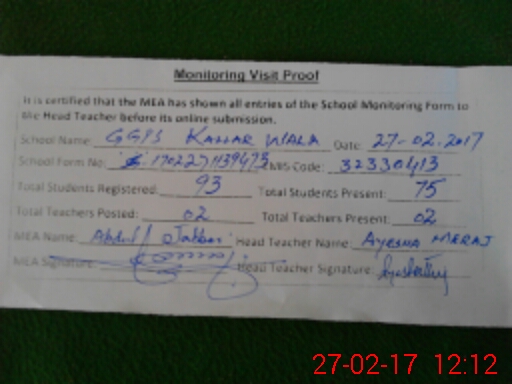 Monitoring Visit Proof
It is certified that the MEA has shown all entries of the School Monitoring Form to
the Head Teacher before its online submission.
School Name: GGPS KAHAR WALA Date: 27-02-2017
School Form No: EMIS Code: 32330413
Total Students Registered: 93 Total Students Present: 75
Total Teachers Posted: 02 Total Teachers Present: 02
MEA Name: Abdul Jabbar Head Teacher Name: AYESHA MERAJ
MEA Signature: Head Teacher Signature:
27-02-17 12:12